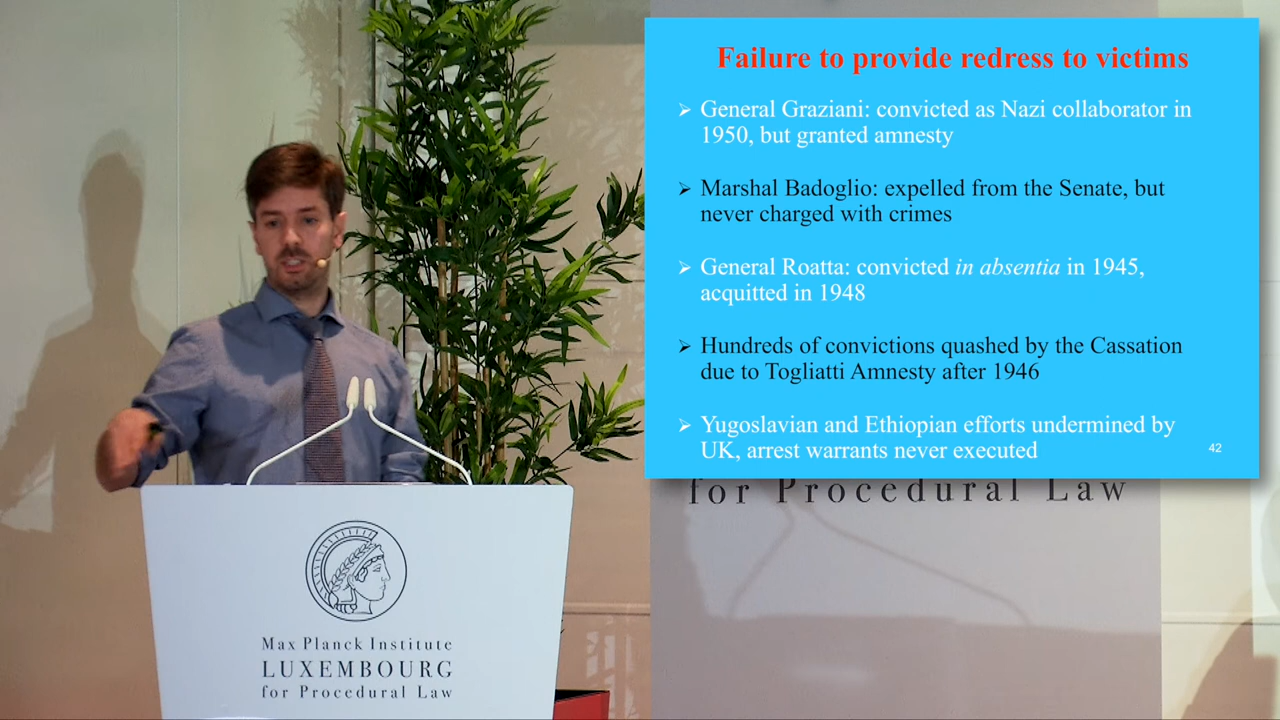 Failure to provide redress to victims
➢ General Graziani: convicted as Nazi collaborator in
1950, but granted amnesty
➢ Marshal Badoglio: expelled from the Senate, but
never charged with crimes
➢ General Roatta: convicted in absentia in 1945,
acquitted in 1948
➢ Hundreds of convictions quashed by the Cassation
due to Togliatti Amnesty after 1946
➢ Yugoslavian and Ethiopian efforts undermined by
UK, arrest warrants never executed
42
for Procedural Law
Max Planck Institute
LUXEMBOURG
for Procedural Law